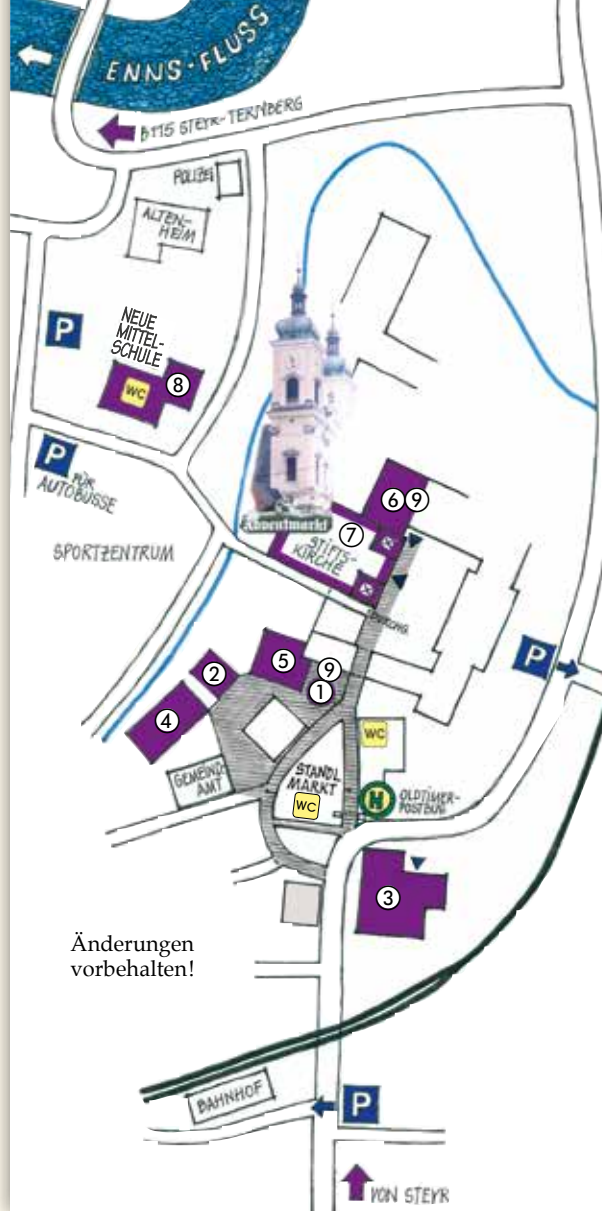 ENNS-FLUSS
B115 STEYR-TERNBERG
POLIZEI
ALTEN-
HEIM
NEUE
MITTEL-
SCHULE
P
WC
8
P
FÜR
AUTOBUSSE
SPORTZENTRUM
Adventmarkt
6 9
7
STIFTS-
KIRCHE
P
5
9
1
2
4
GEMEINDE-
AMT
WC
STANDL
MARKT
WC
H
OLDTIMER-
POSTBUS
3
Änderungen
vorbehalten!
BAHNHOF
P
VON STEYR